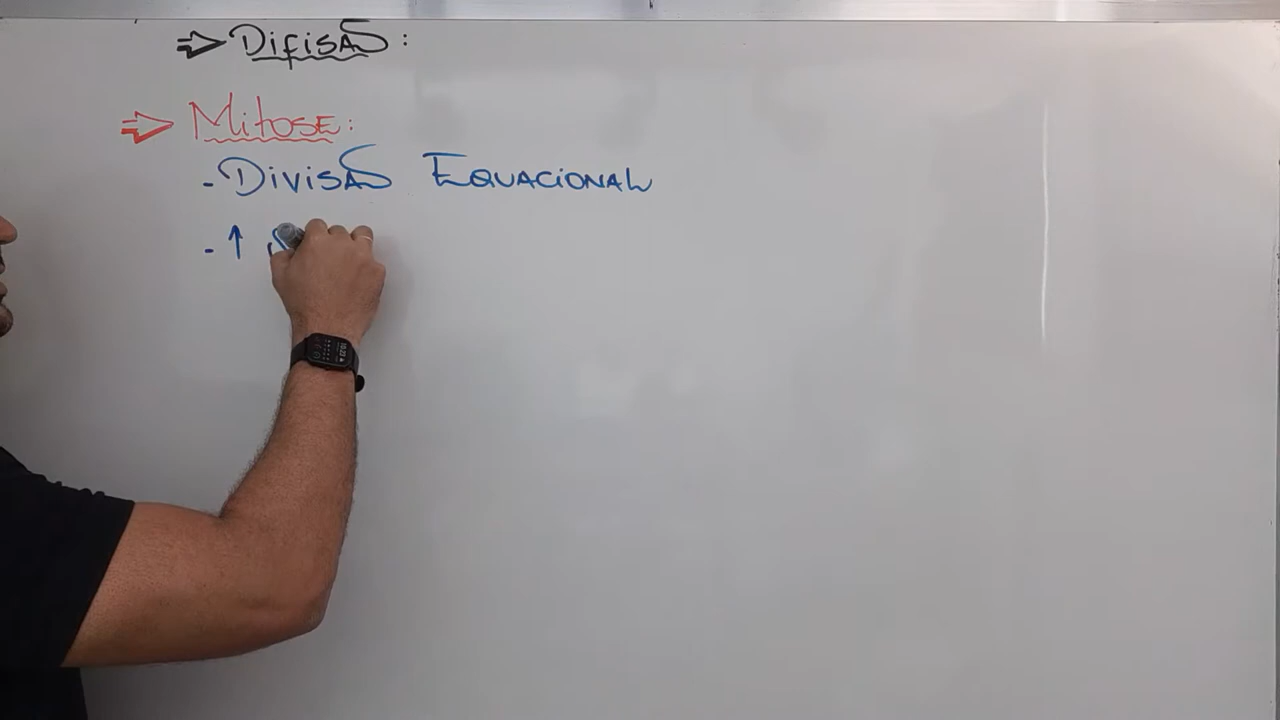 ⇒ Difisão:
⇒ Mitose:
- Divisão Equacional
- ↑